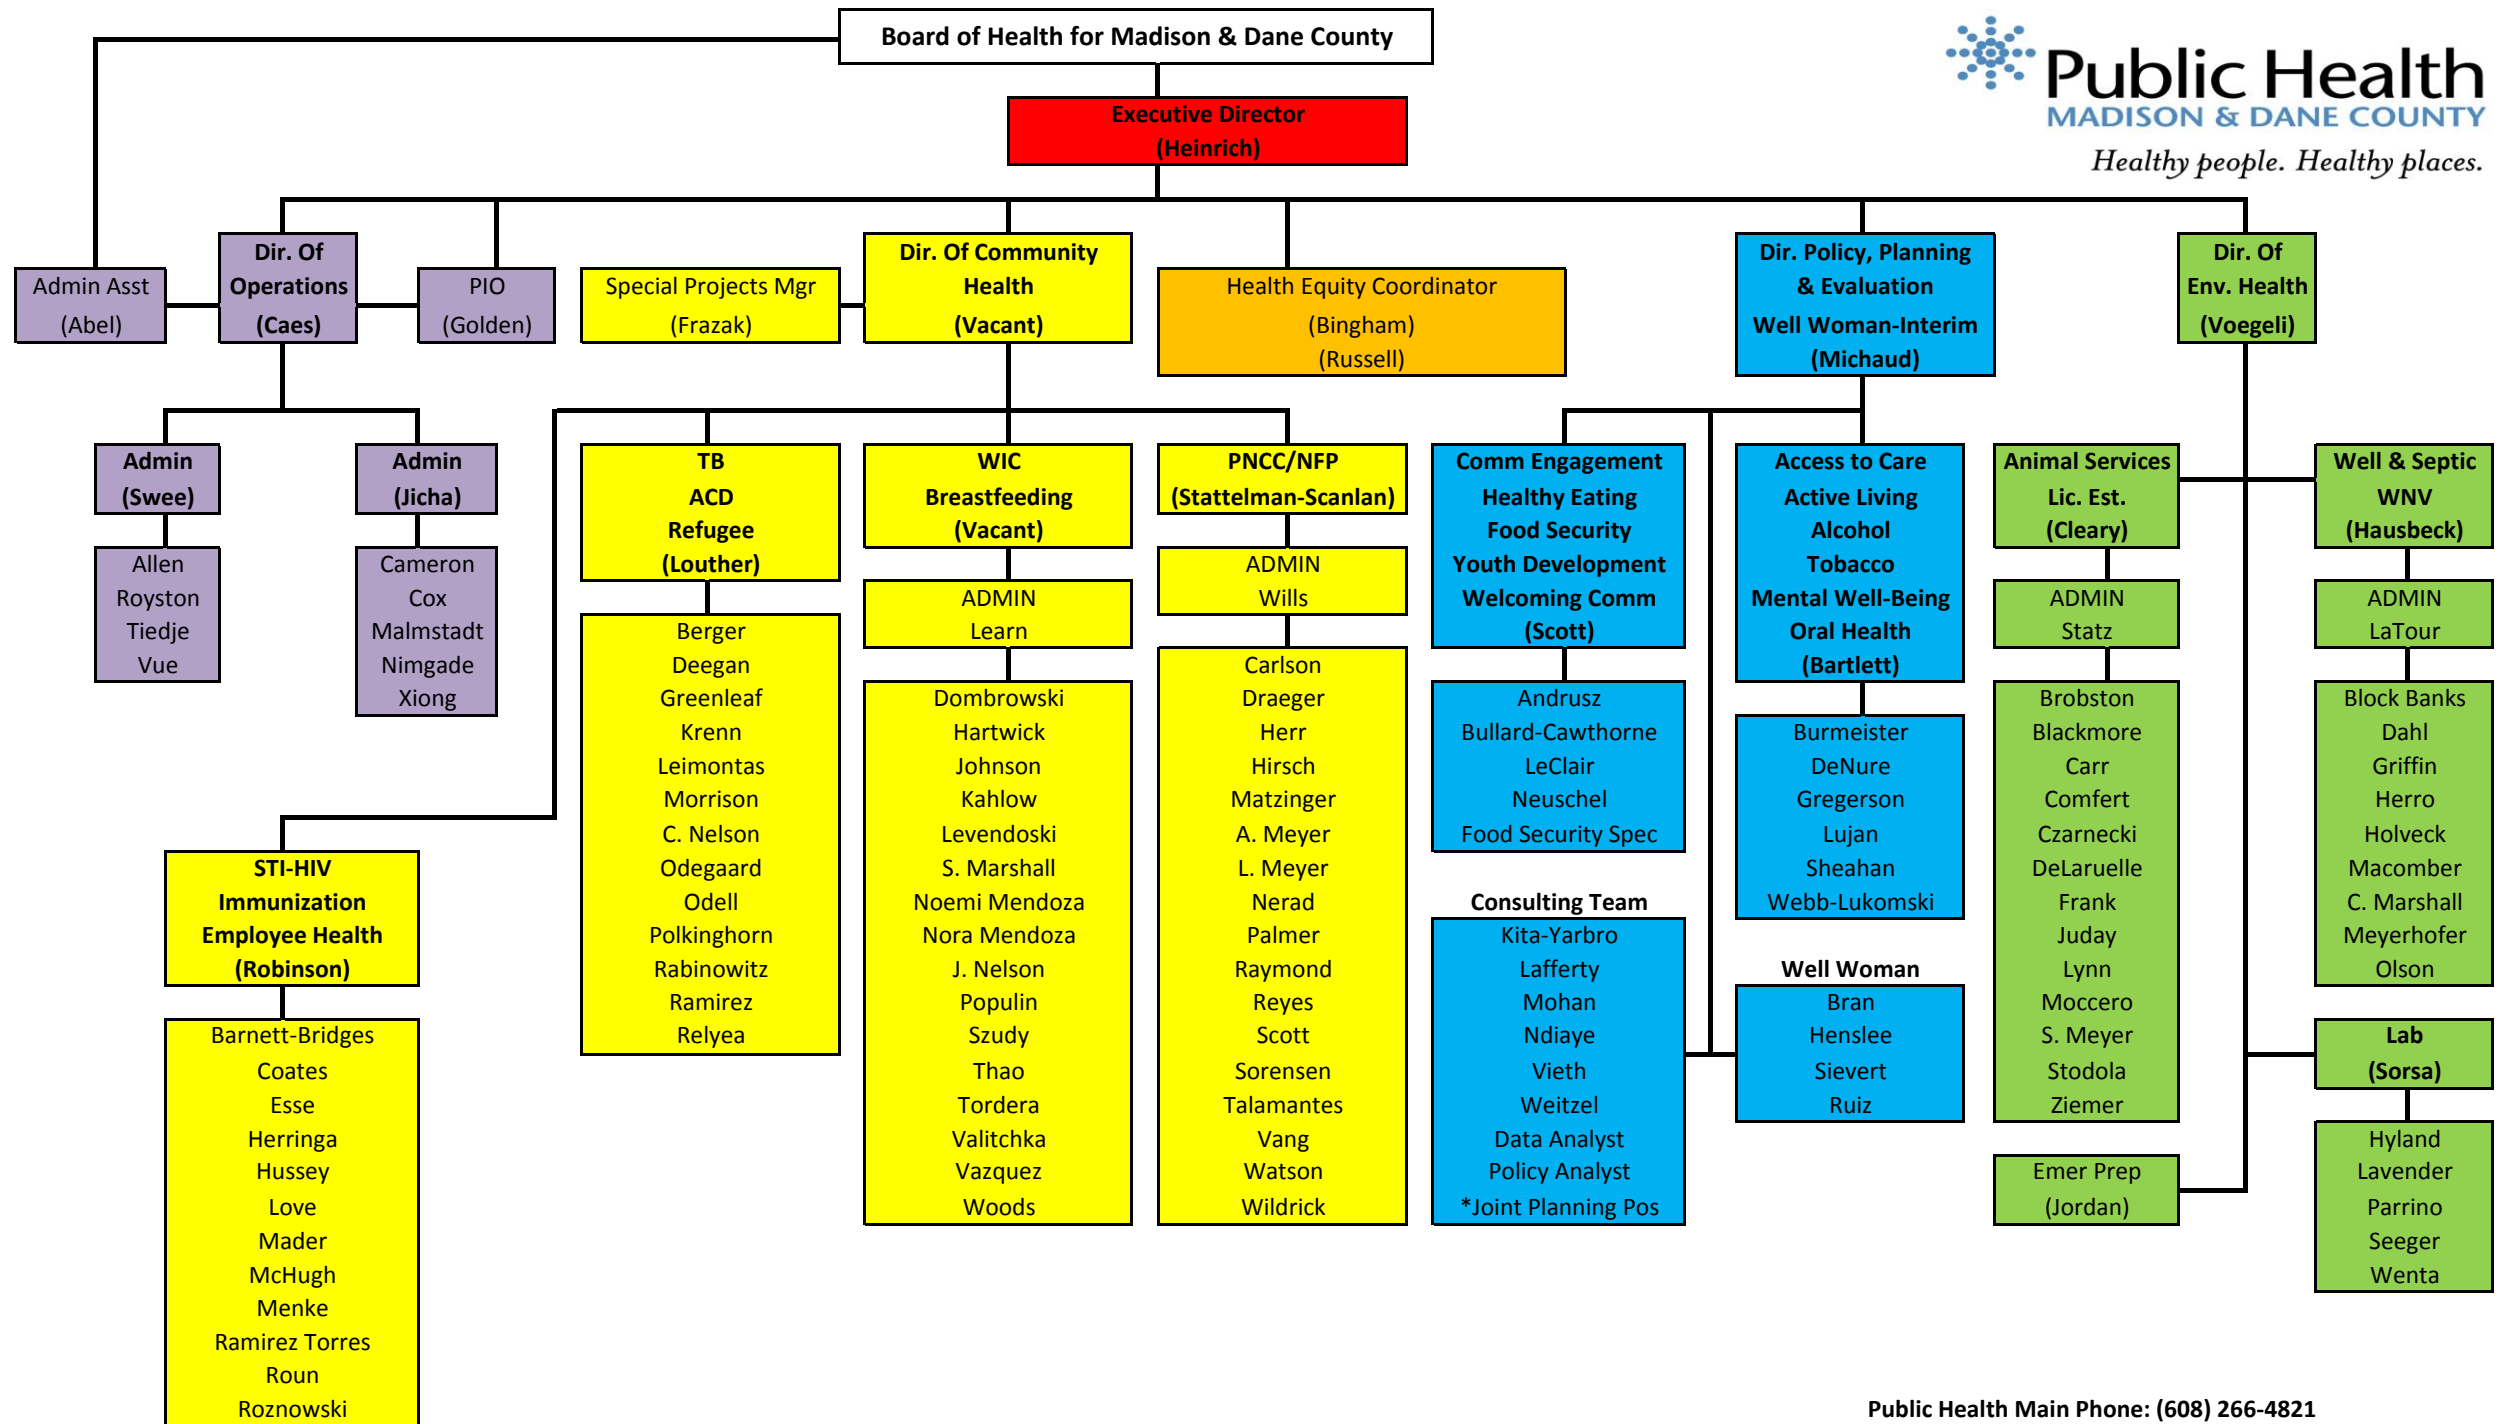 Board of Health for Madison & Dane County
Public Health
MADISON & DANE COUNTY
Healthy people. Healthy places.
Executive Director
(Heinrich)
Admin Asst
(Abel)
Dir. Of
Operations
(Caes)
PIO
(Golden)
Special Projects Mgr
(Frazak)
Dir. Of Community
Health
(Vacant)
Health Equity Coordinator
(Bingham)
(Russell)
Dir. Policy, Planning
& Evaluation
Well Woman-Interim
(Michaud)
Dir. Of
Env. Health
(Voegeli)
Admin
(Swee)
Allen
Royston
Tiedje
Vue
Admin
(Jicha)
Cameron
Cox
Malmstadt
Nimgade
Xiong
STI-HIV
Immunization
Employee Health
(Robinson)
Barnett-Bridges
Coates
Esse
Herringa
Hussey
Love
Mader
McHugh
Menke
Ramirez Torres
Roun
Roznowski
TB
ACD
Refugee
(Louther)
Berger
Deegan
Greenleaf
Krenn
Leimontas
Morrison
C. Nelson
Odegaard
Odell
Polkinghorn
Rabinowitz
Ramirez
Relyea
WIC
Breastfeeding
(Vacant)
ADMIN
Learn
Dombrowski
Hartwick
Johnson
Kahlow
Levendoski
S. Marshall
Noemi Mendoza
Nora Mendoza
J. Nelson
Populin
Szudy
Thao
Tordera
Valitchka
Vazquez
Woods
PNCC/NFP
(Stattelman-Scanlan)
ADMIN
Wills
Carlson
Draeger
Herr
Hirsch
Matzinger
A. Meyer
L. Meyer
Nerad
Palmer
Raymond
Reyes
Scott
Sorensen
Talamantes
Vang
Watson
Wildrick
Comm Engagement
Healthy Eating
Food Security
Youth Development
Welcoming Comm
(Scott)
Andrusz
Bullard-Cawthorne
LeClair
Neuschel
Food Security Spec
Consulting Team
Kita-Yarbro
Lafferty
Mohan
Ndiaye
Vieth
Weitzel
Data Analyst
Policy Analyst
*Joint Planning Pos
Access to Care
Active Living
Alcohol
Tobacco
Mental Well-Being
Oral Health
(Bartlett)
Burmeister
DeNure
Gregerson
Lujan
Sheahan
Webb-Lukomski
Well Woman
Bran
Henslee
Sievert
Ruiz
Animal Services
Lic. Est.
(Cleary)
ADMIN
Statz
Brobston
Blackmore
Carr
Comfert
Czarnecki
DeLaruelle
Frank
Juday
Lynn
Moccero
S. Meyer
Stodola
Ziemer
Emer Prep
(Jordan)
Well & Septic
WNV
(Hausbeck)
ADMIN
LaTour
Block Banks
Dahl
Griffin
Herro
Holveck
Macomber
C. Marshall
Meyerhofer
Olson
Lab
(Sorsa)
Hyland
Lavender
Parrino
Seeger
Wenta
Public Health Main Phone: (608) 266-4821